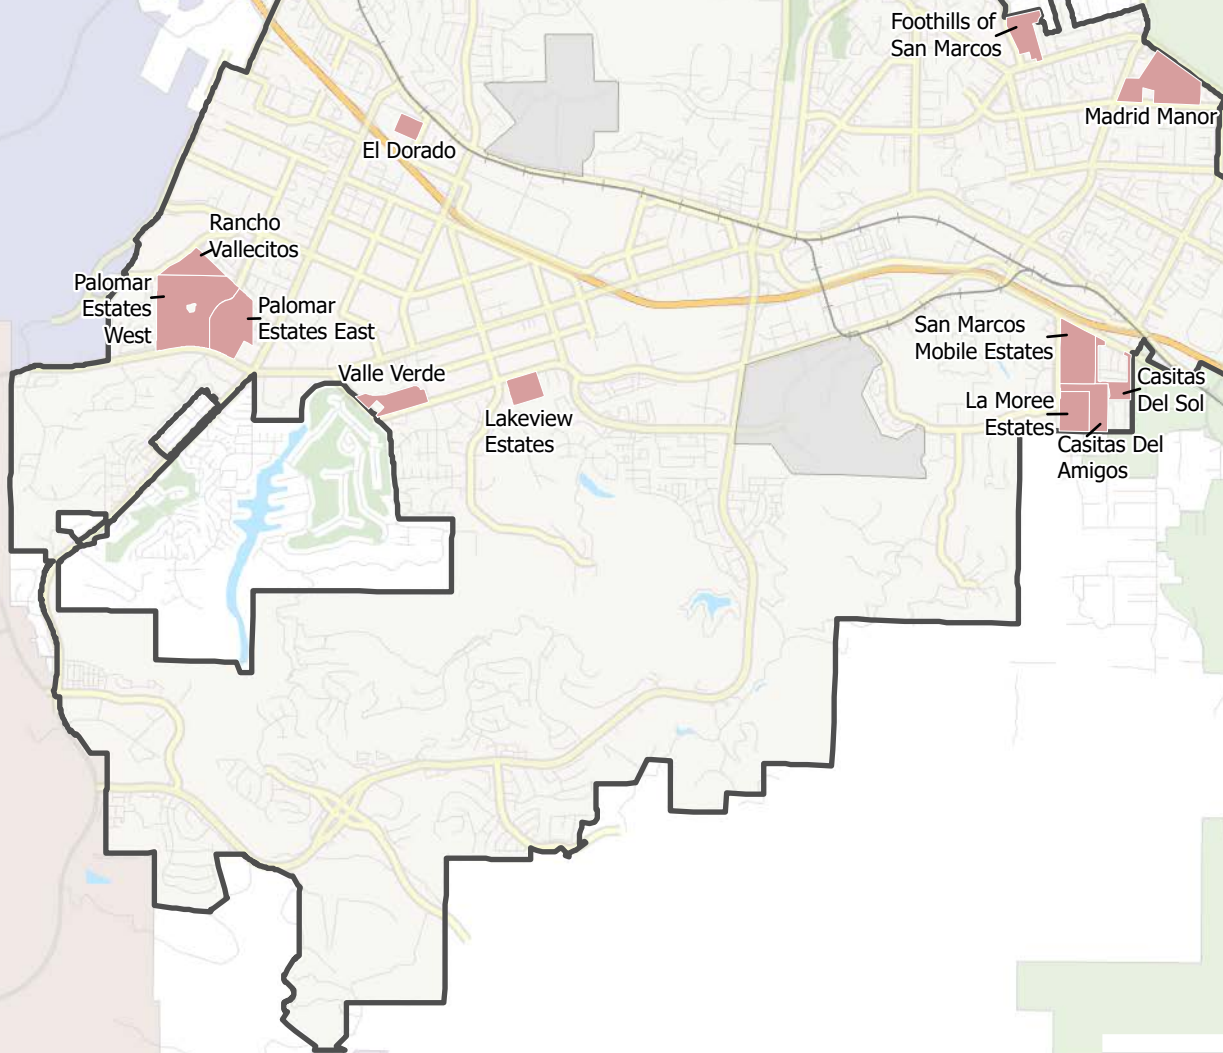 Foothills of
San Marcos
Madrid Manor
El Dorado
Rancho
Vallecitos
Palomar
Estates
West
Palomar
Estates East
San Marcos
Mobile Estates
Valle Verde
Casitas
Del Sol
La Moree
Estates
Lakeview
Estates
Casitas Del
Amigos